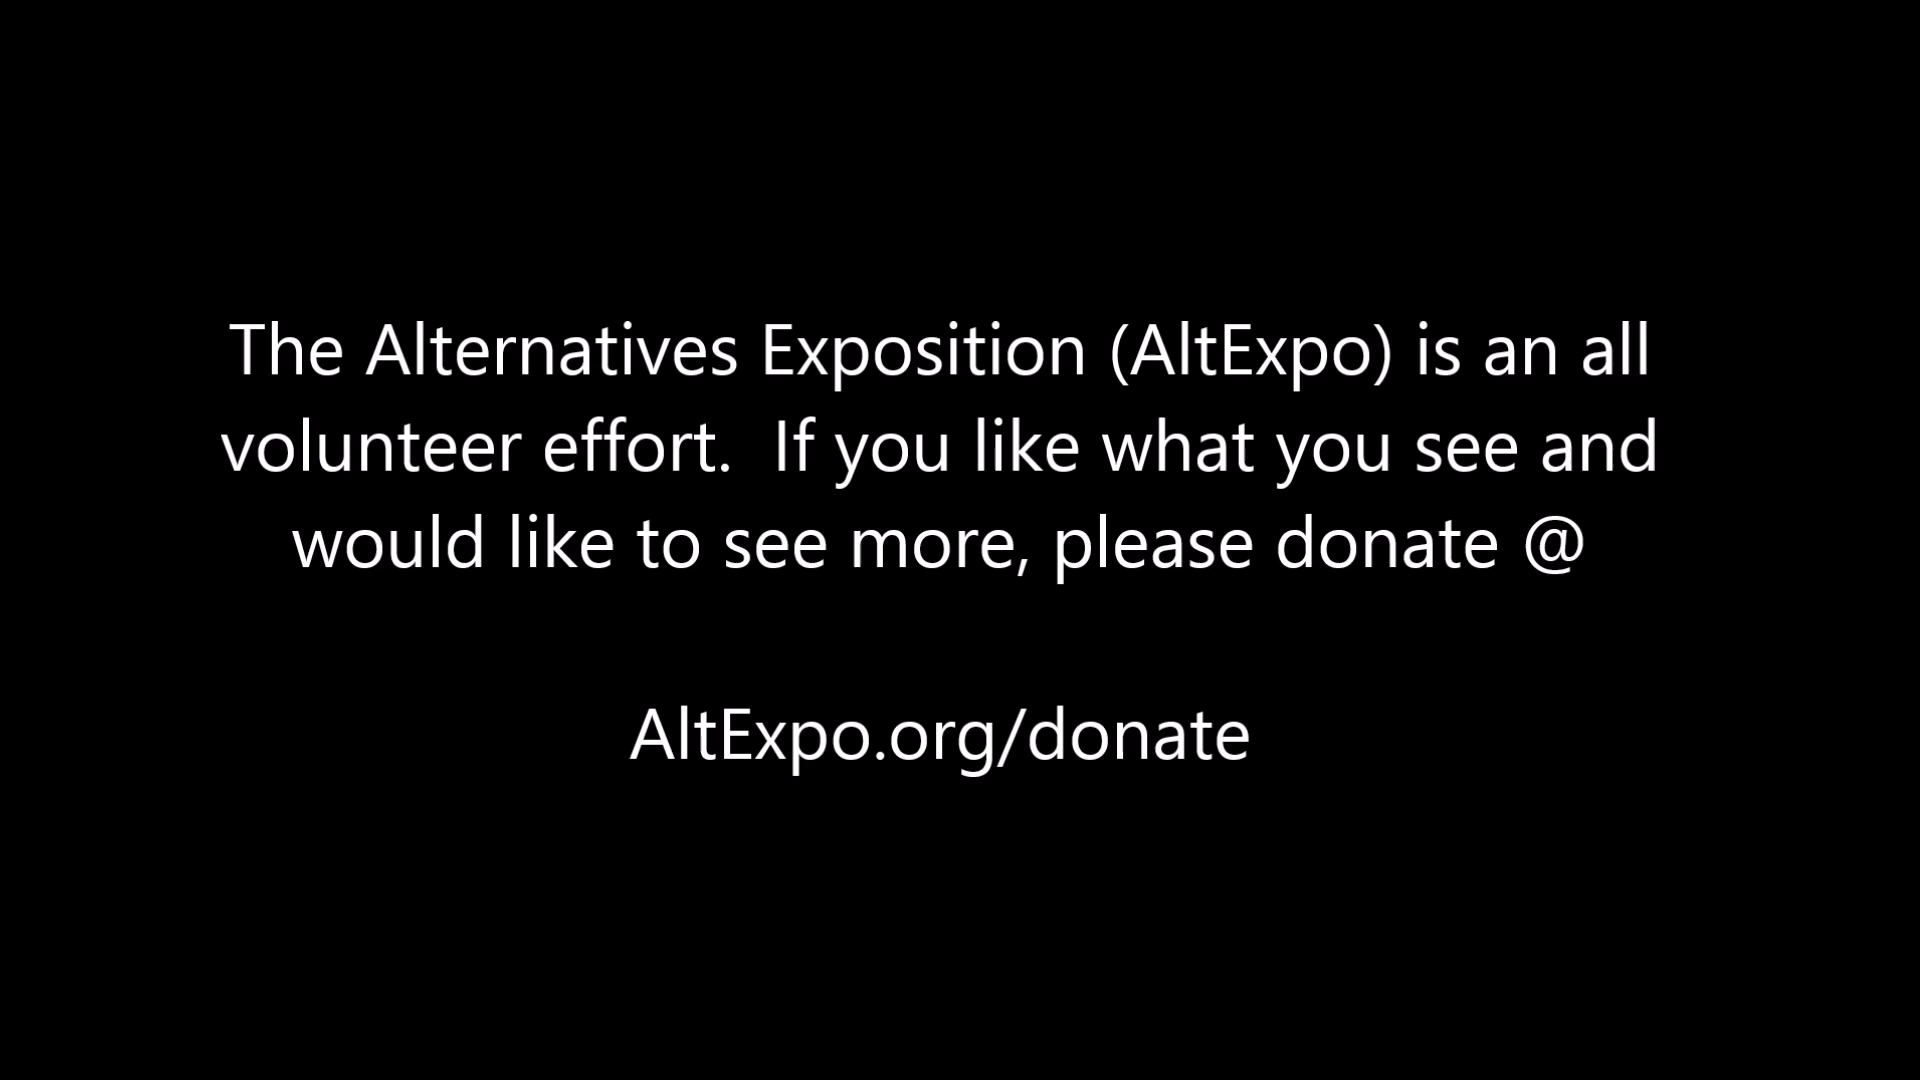 The Alternatives Exposition (AltExpo) is an all
volunteer effort.  If you like what you see and
would like to see more, please donate @
AltExpo.org/donate